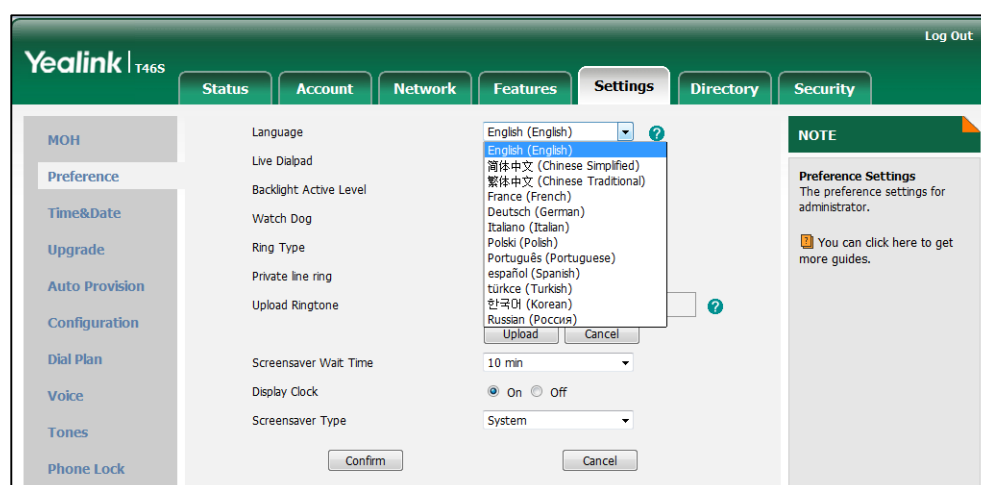 Log Out
Yealink T46S
Status Account Network Features Settings Directory Security
MOH
Preference
Time&Date
Upgrade
Auto Provision
Configuration
Dial Plan
Voice
Tones
Phone Lock
Language English (English)
English (English)
简体中文 (Chinese Simplified)
繁体中文 (Chinese Traditional)
France (French)
Deutsch (German)
Italiano (Italian)
Polski (Polish)
Português (Portuguese)
español (Spanish)
türkce (Turkish)
한국어 (Korean)
Russian (Россия)
Live Dialpad
Backlight Active Level
Watch Dog
Ring Type
Private line ring
Upload Ringtone
Upload Cancel
Screensaver Wait Time 10 min
Display Clock On Off
Screensaver Type System
Confirm Cancel
NOTE
Preference Settings
The preference settings for
administrator.
You can click here to get
more guides.